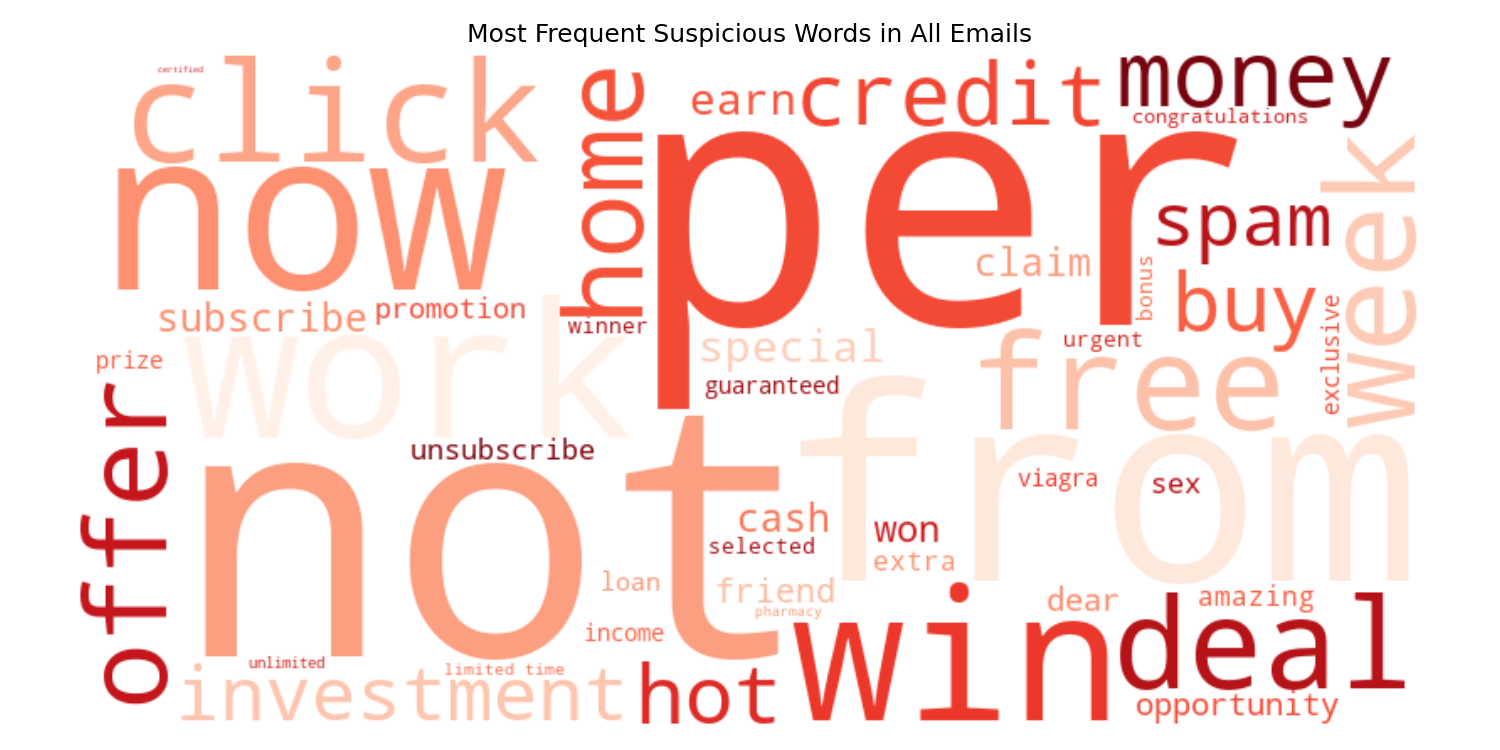 Most Frequent Suspicious Words in All Emails
certified
click
home
earn
credit
money
congratulations
now
per
spam
week
claim
bonus
buy
subscribe
promotion
winner
exclusive
work
special
urgent
free
prize
guaranteed
offer
unsubscribe
not
from
viagra
sex
cash
won
selected
extra
loan
friend
pharmacy
dear
amazing
income
win
deal
unlimited
limited time
investment
hot
opportunity